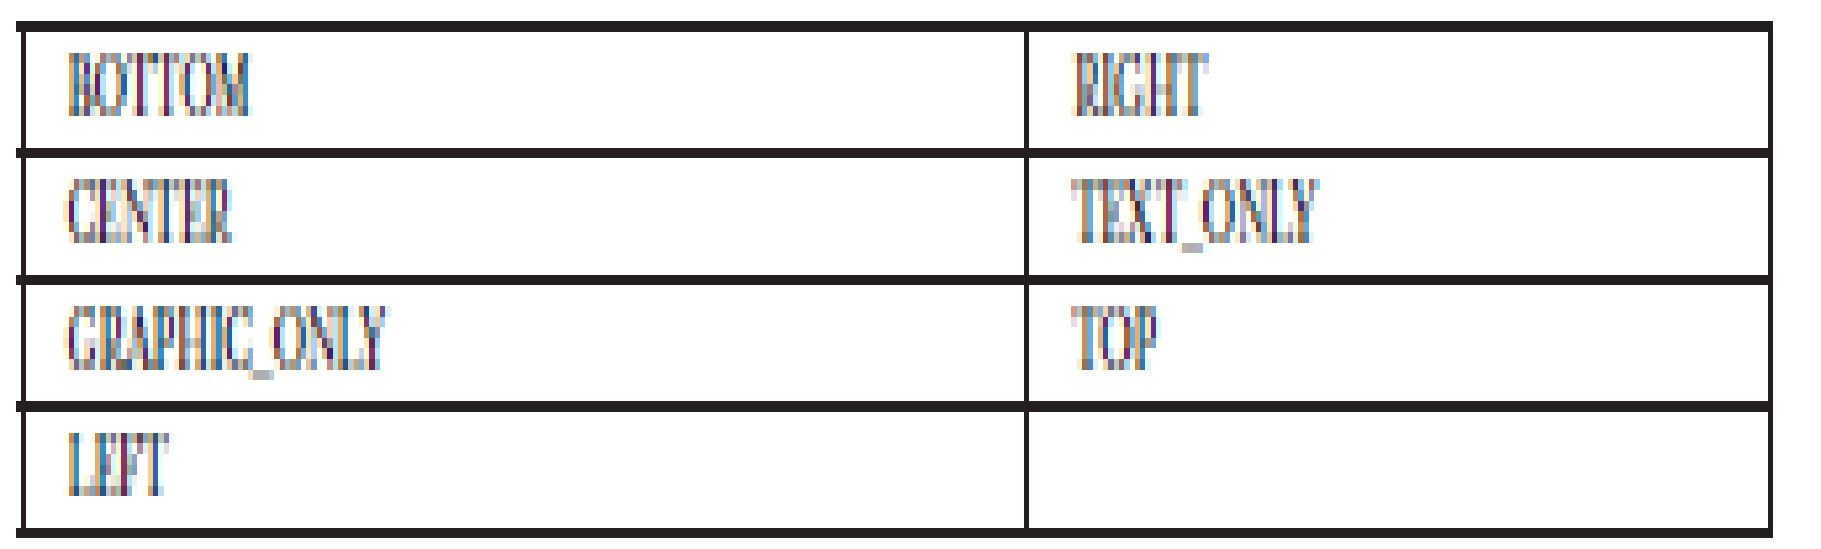 BOTTOM RIGHT
CENTER TEXT_ONLY
GRAPHIC_ONLY TOP
LEFT